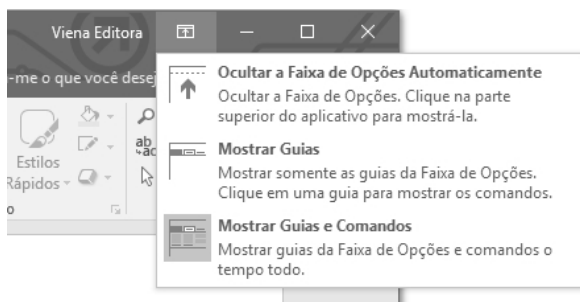 Viena Editora
-me o que você desej
Ocultar a Faixa de Opções Automaticamente
Ocultar a Faixa de Opções. Clique na parte
superior do aplicativo para mostrá-la.
Mostrar Guias
Mostrar somente as guias da Faixa de Opções.
Clique em uma guia para mostrar os comandos.
Mostrar Guias e Comandos
Mostrar guias da Faixa de Opções e comandos o
tempo todo.
Estilos
Rápidos
o
ab
ac